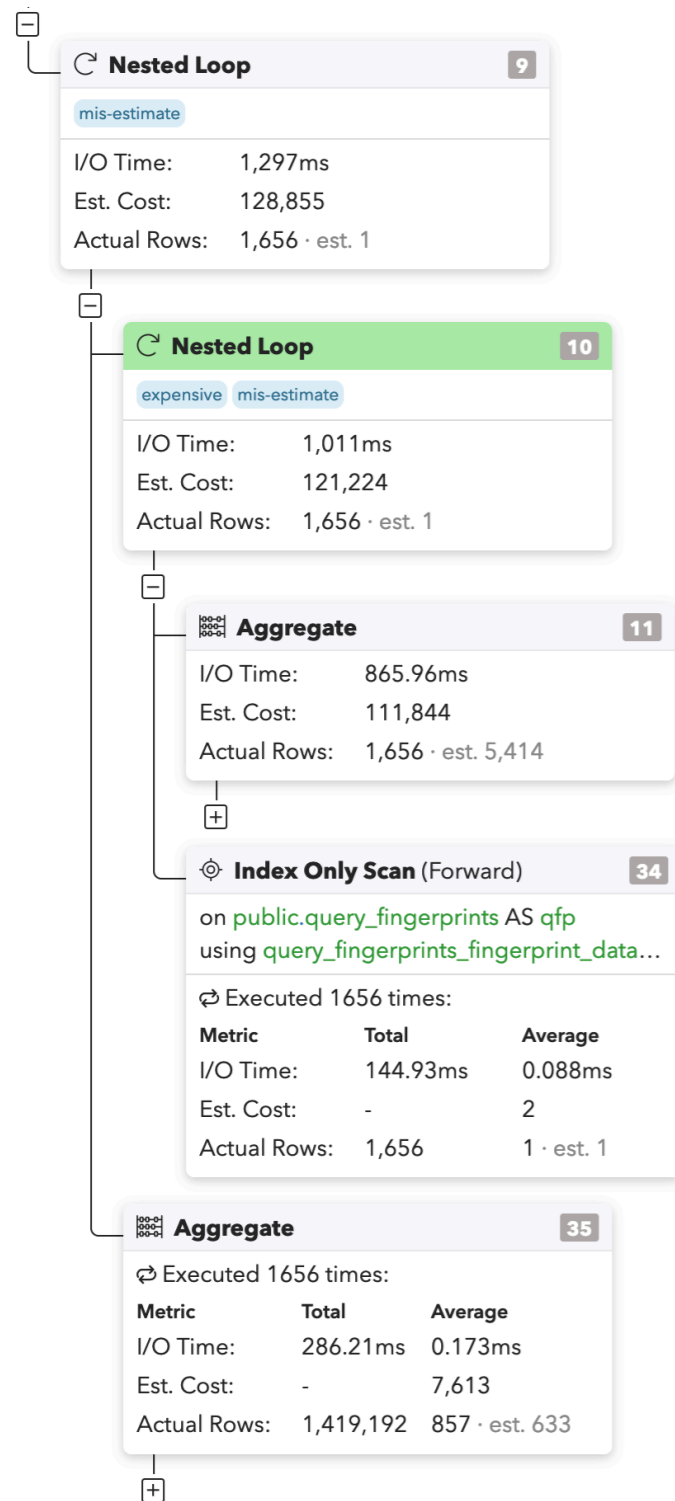 Nested Loop 9
mis-estimate
I/O Time: 1,297ms
Est. Cost: 128,855
Actual Rows: 1,656 · est. 1
Nested Loop 10
expensive mis-estimate
I/O Time: 1,011ms
Est. Cost: 121,224
Actual Rows: 1,656 · est. 1
Aggregate 11
I/O Time: 865.96ms
Est. Cost: 111,844
Actual Rows: 1,656 · est. 5,414
Index Only Scan (Forward) 34
on public.query_fingerprints AS qfp
using query_fingerprints_fingerprint_data...
Executed 1656 times:
Metric Total Average
I/O Time: 144.93ms 0.088ms
Est. Cost: - 2
Actual Rows: 1,656 1 · est. 1
Aggregate 35
Executed 1656 times:
Metric Total Average
I/O Time: 286.21ms 0.173ms
Est. Cost: - 7,613
Actual Rows: 1,419,192 857 · est. 633